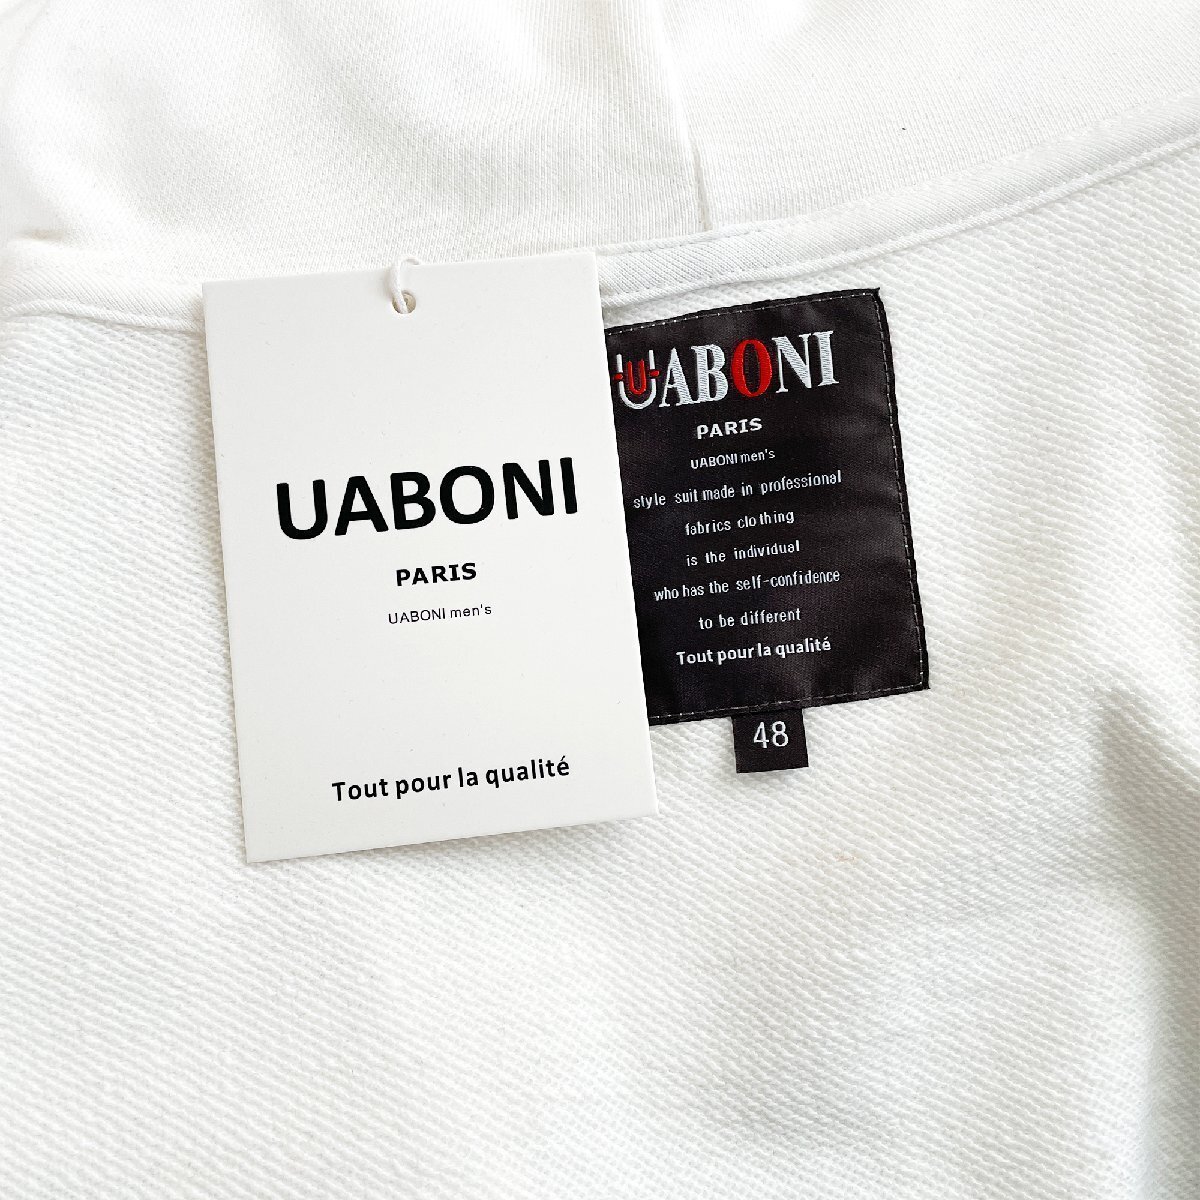 UABONI
PARIS
UABONI men's
Tout pour la qualité
UABONI
PARIS
UABONI men's
style suit made in professional
fabrics clothing
is the individual
who has the self-confidence
to be different
Tout pour la qualité
48